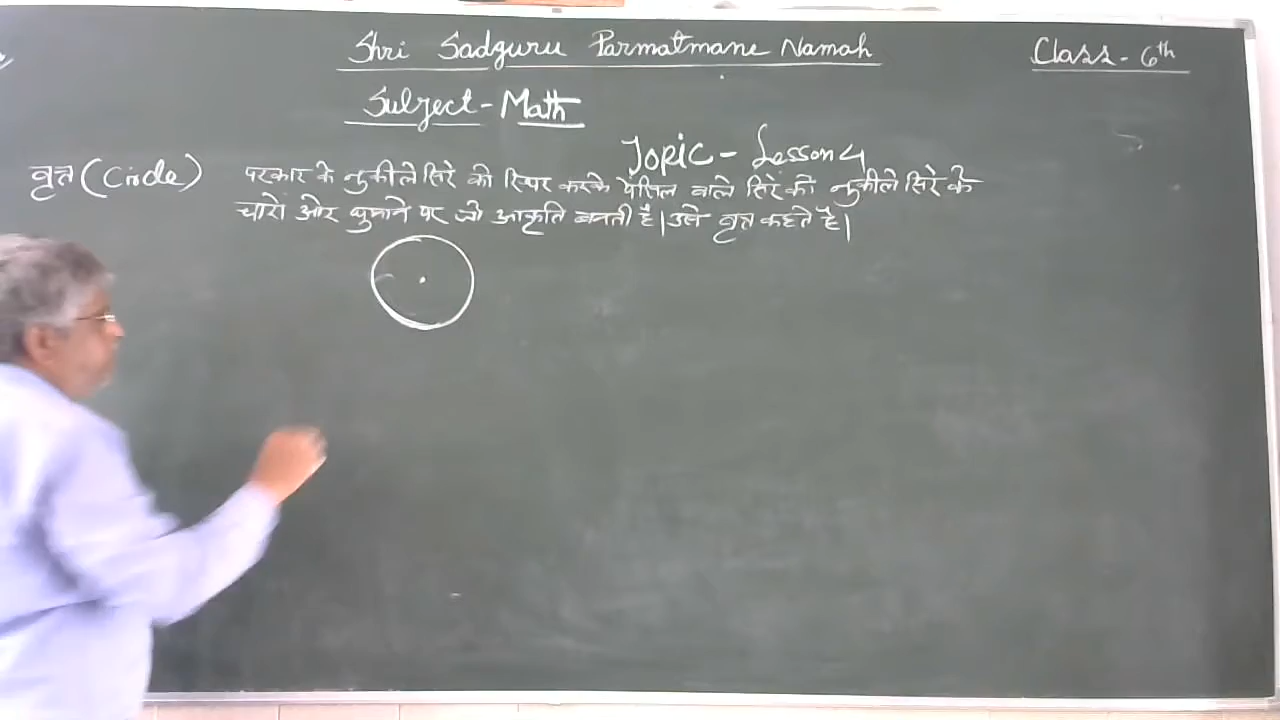 Shri Sadguru Parmatmane Namah
Class - 6th
Subject - Math
Topic - Lesson 4
वृत्त (Circle) परकार के नुकीले सिरे को स्थिर करके पेंसिल वाले सिरे को नुकीले सिरे के
चारो ओर घुमाने पर जो आकृति बनती है। उसे वृत्त कहते है।